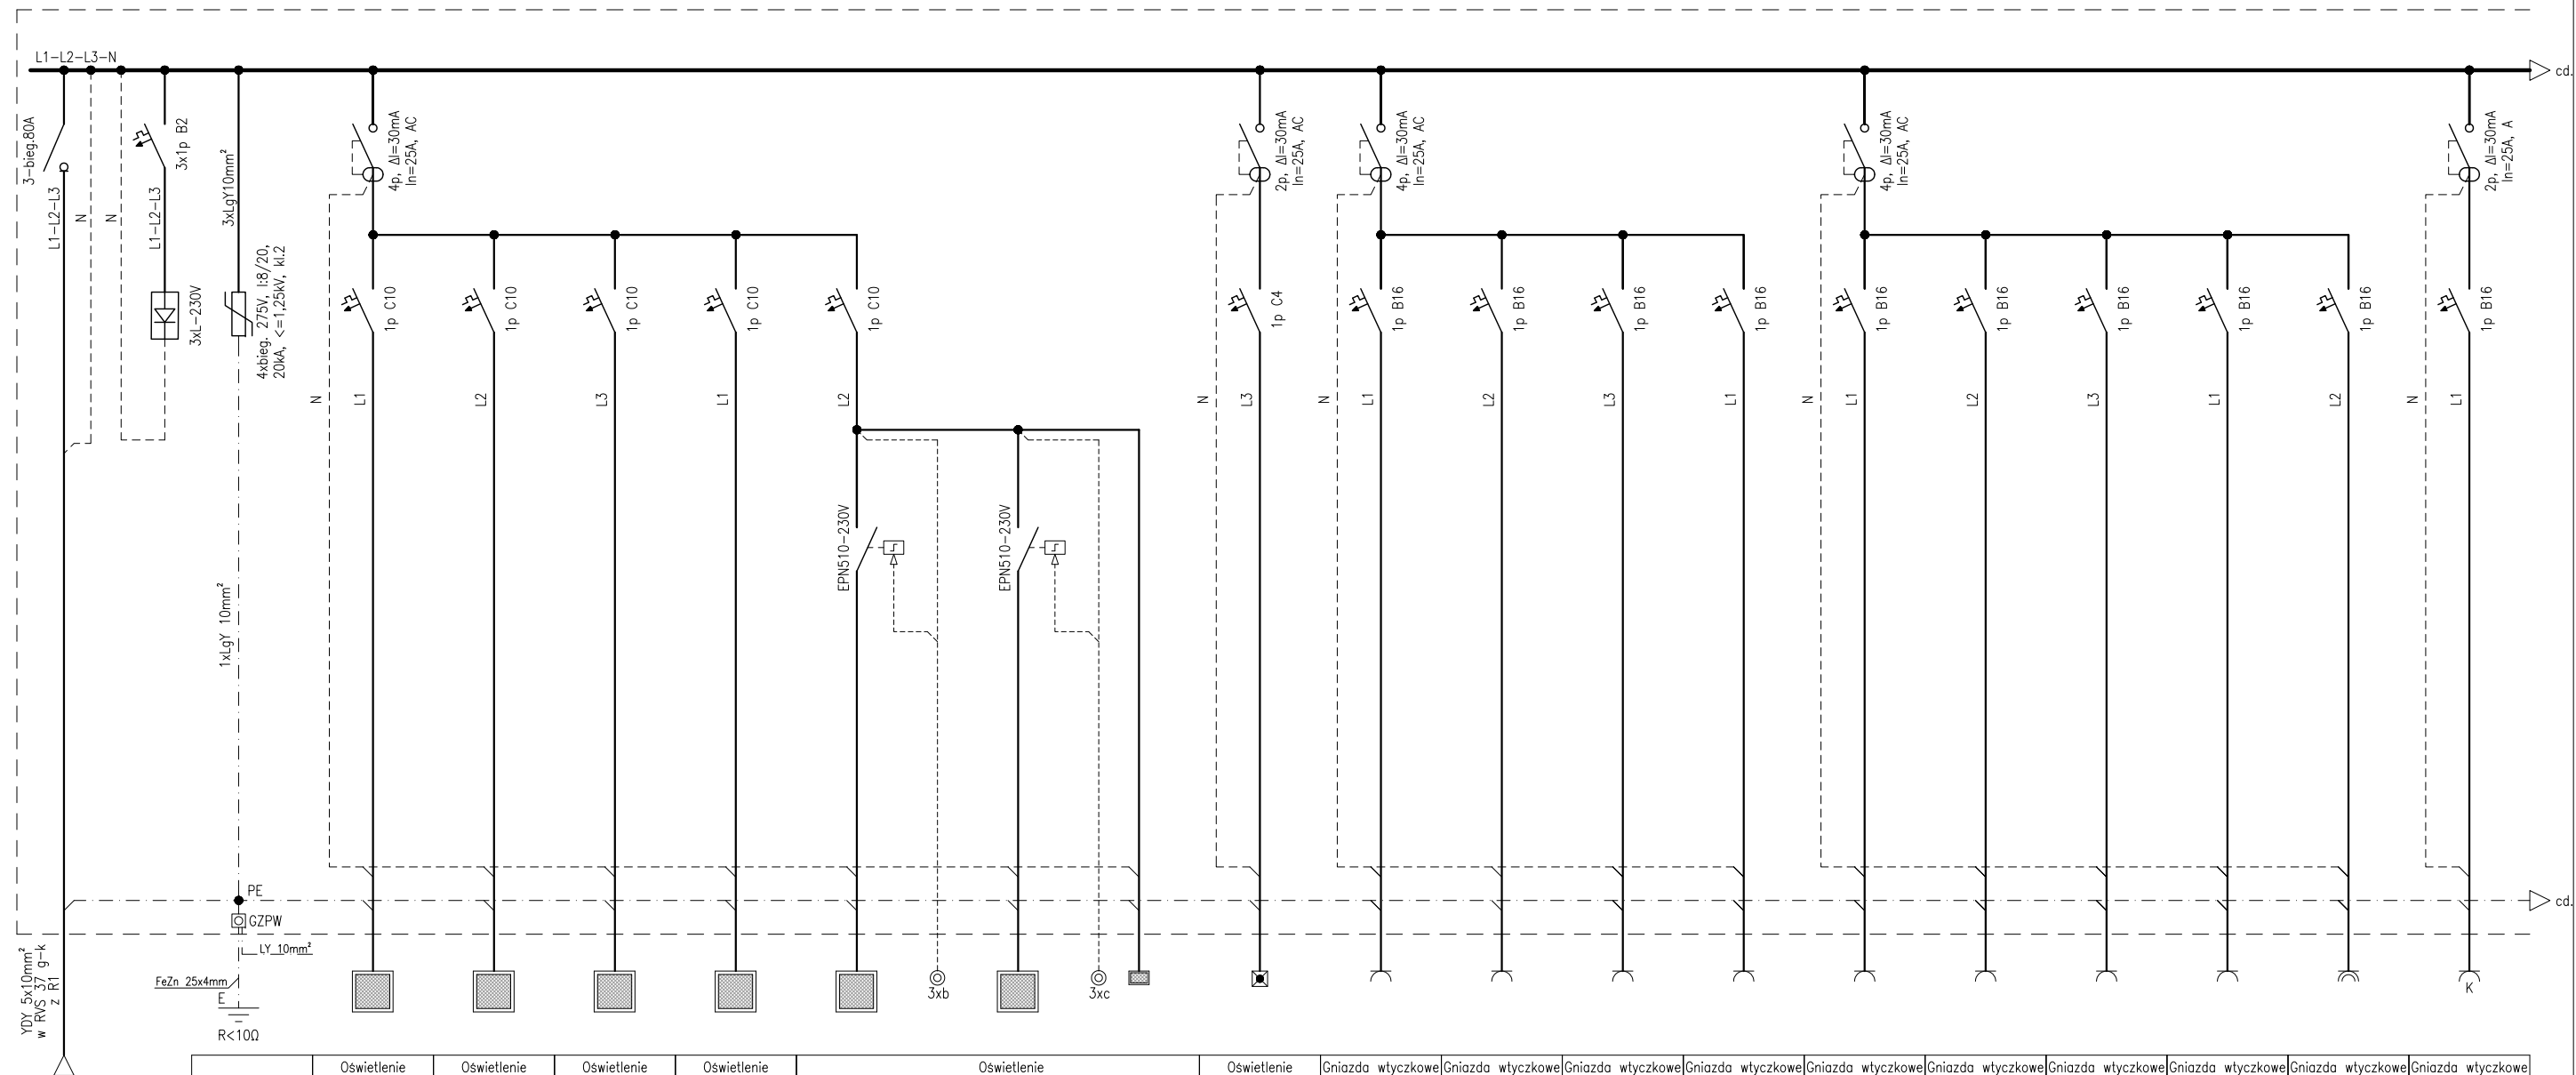 L1-L2-L3-N
cd.
3-bieg.80A
L1-L2-L3
N
N
3x1p B2
L1-L2-L3
3xL-230V
3xLgY10mm²
4xbieg. 275V, I:8/20,
20kA, <=1,25kV, kl.2
1xLgY 10mm²
4p, ΔI=30mA
In=25A, AC
2p, ΔI=30mA
In=25A, AC
4p, ΔI=30mA
In=25A, AC
4p, ΔI=30mA
In=25A, AC
2p, ΔI=30mA
In=25A, A
1p C10
1p C10
1p C10
1p C10
1p C10
1p C4
1p B16
1p B16
1p B16
1p B16
1p B16
1p B16
1p B16
1p B16
1p B16
1p B16
N
L1
L2
L3
L1
L2
N
L3
N
L1
L2
L3
L1
N
L1
L2
L3
L1
L2
N
L1
EPN510-230V
EPN510-230V
PE
cd.
GZPW
LY 10mm²
FeZn 25x4mm
E
R<10Ω
YDY 5x10mm²
w RVS 37 g-k
z R1
3xb
3xc
K
Oświetlenie
Oświetlenie
Oświetlenie
Oświetlenie
Oświetlenie
Oświetlenie
Gniazda wtyczkowe
Gniazda wtyczkowe
Gniazda wtyczkowe
Gniazda wtyczkowe
Gniazda wtyczkowe
Gniazda wtyczkowe
Gniazda wtyczkowe
Gniazda wtyczkowe
Gniazda wtyczkowe
Gniazda wtyczkowe